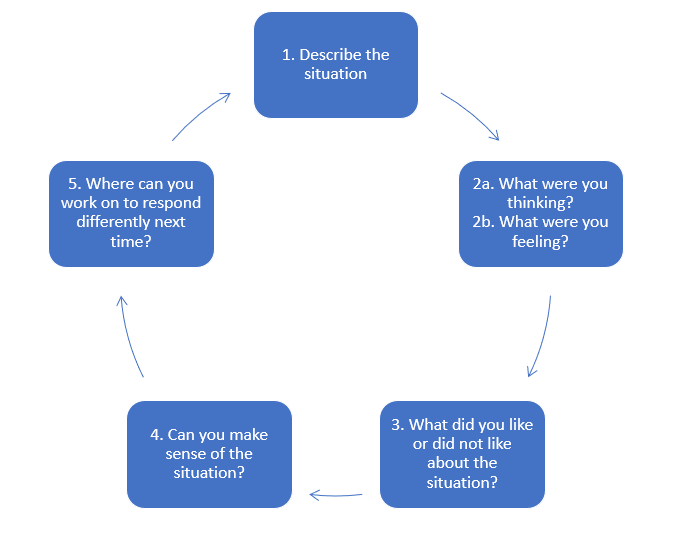 1. Describe the
situation
2a. What were you
thinking?
2b. What were you
feeling?
3. What did you like
or did not like
about the
situation?
4. Can you make
sense of the
situation?
5. Where can you
work on to respond
differently next
time?